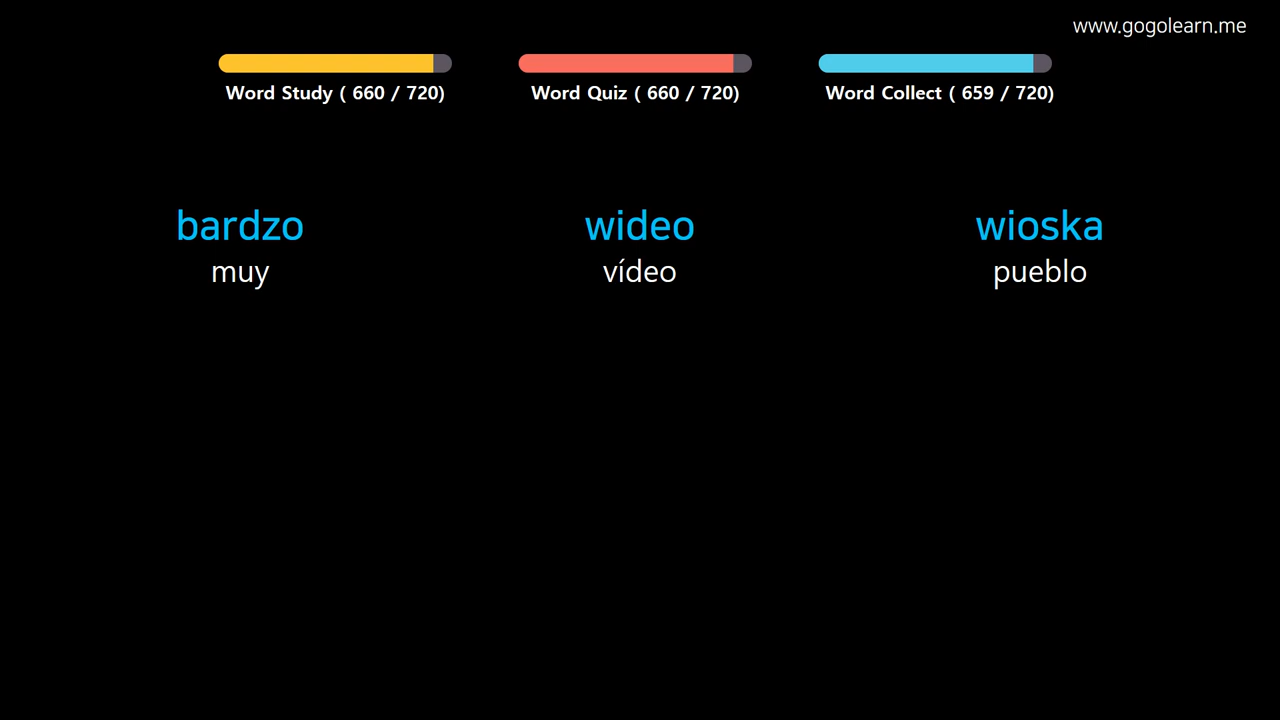 www.gogolearn.me
Word Study ( 660 / 720)
Word Quiz ( 660 / 720)
Word Collect ( 659 / 720)
bardzo
muy
wideo
vídeo
wioska
pueblo